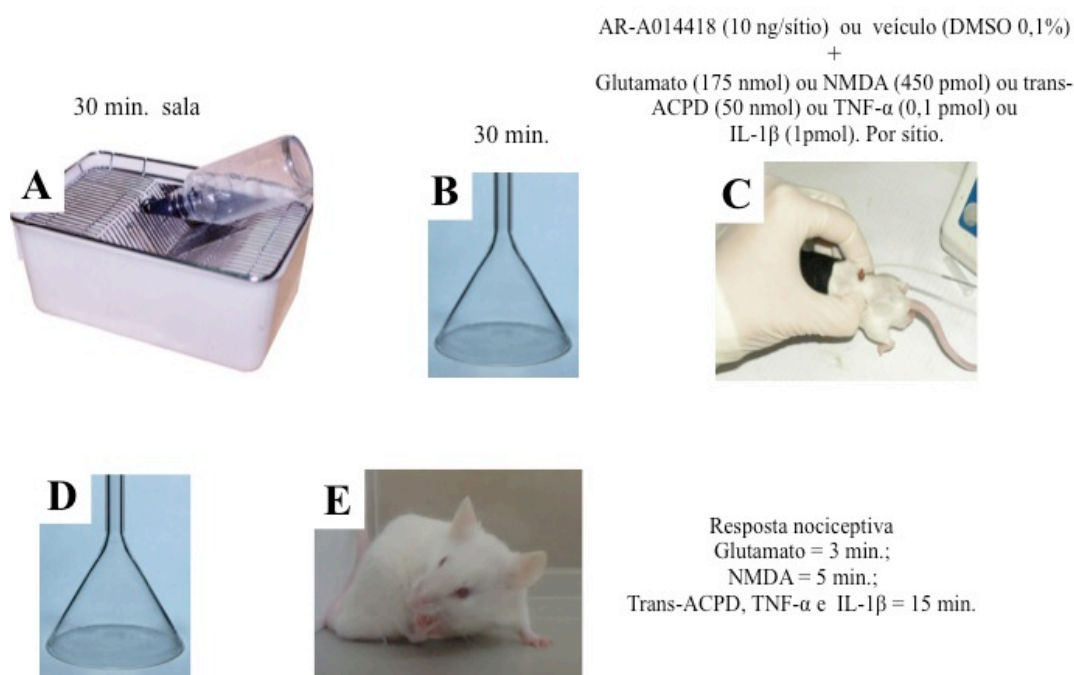 AR-A014418 (10 ng/sítio)  ou  veículo (DMSO 0,1%)
+
Glutamato (175 nmol) ou NMDA (450 pmol) ou trans-
ACPD (50 nmol) ou TNF-α (0,1 pmol) ou
IL-1β (1pmol). Por sítio.
30 min.  sala
30 min.
A
B
C
D
E
Resposta nociceptiva
Glutamato = 3 min.;
NMDA = 5 min.;
Trans-ACPD, TNF-α e  IL-1β = 15 min.